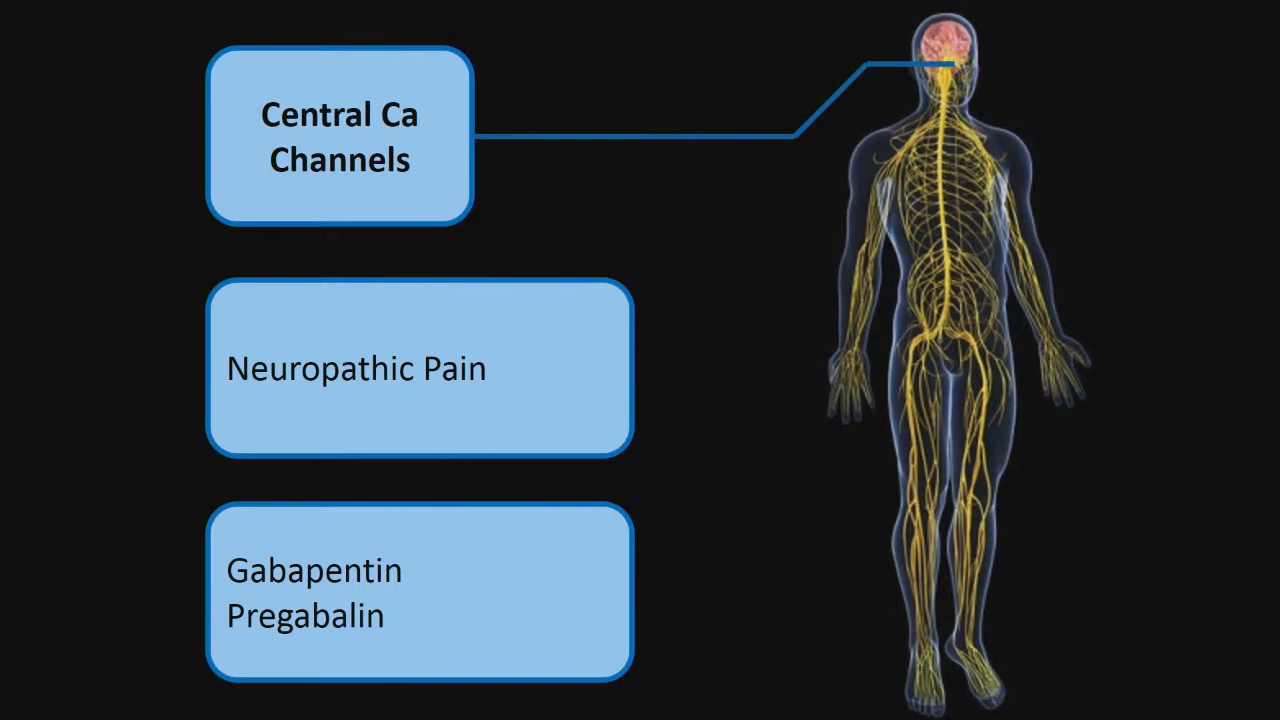 Central Ca
Channels
Neuropathic Pain
Gabapentin
Pregabalin